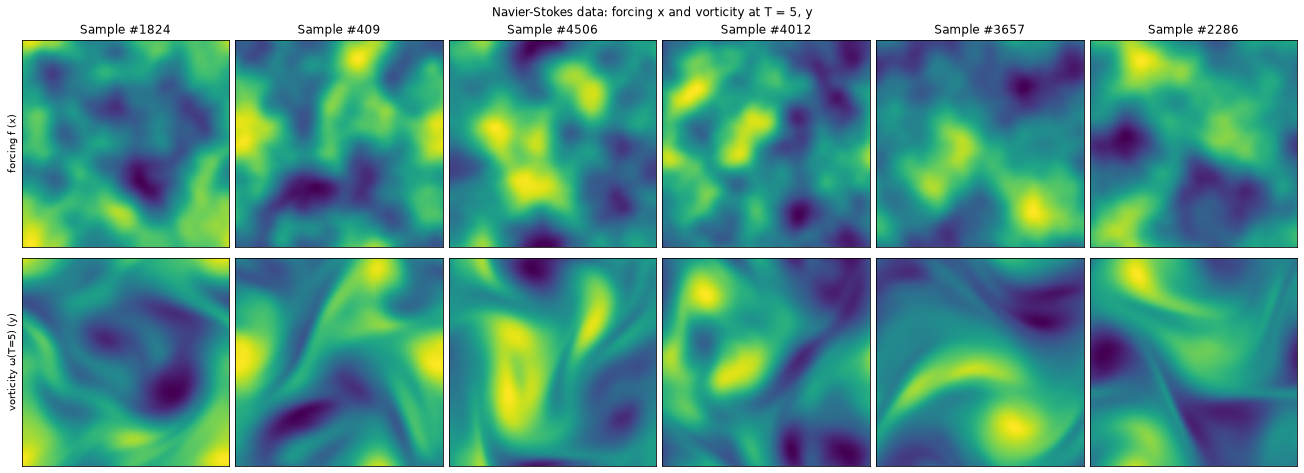 Navier-Stokes data: forcing x and vorticity at T = 5, y
Sample #1824
Sample #409
Sample #4506
Sample #4012
Sample #3657
Sample #2286
forcing f (x)
vorticity ω(T=5) (y)